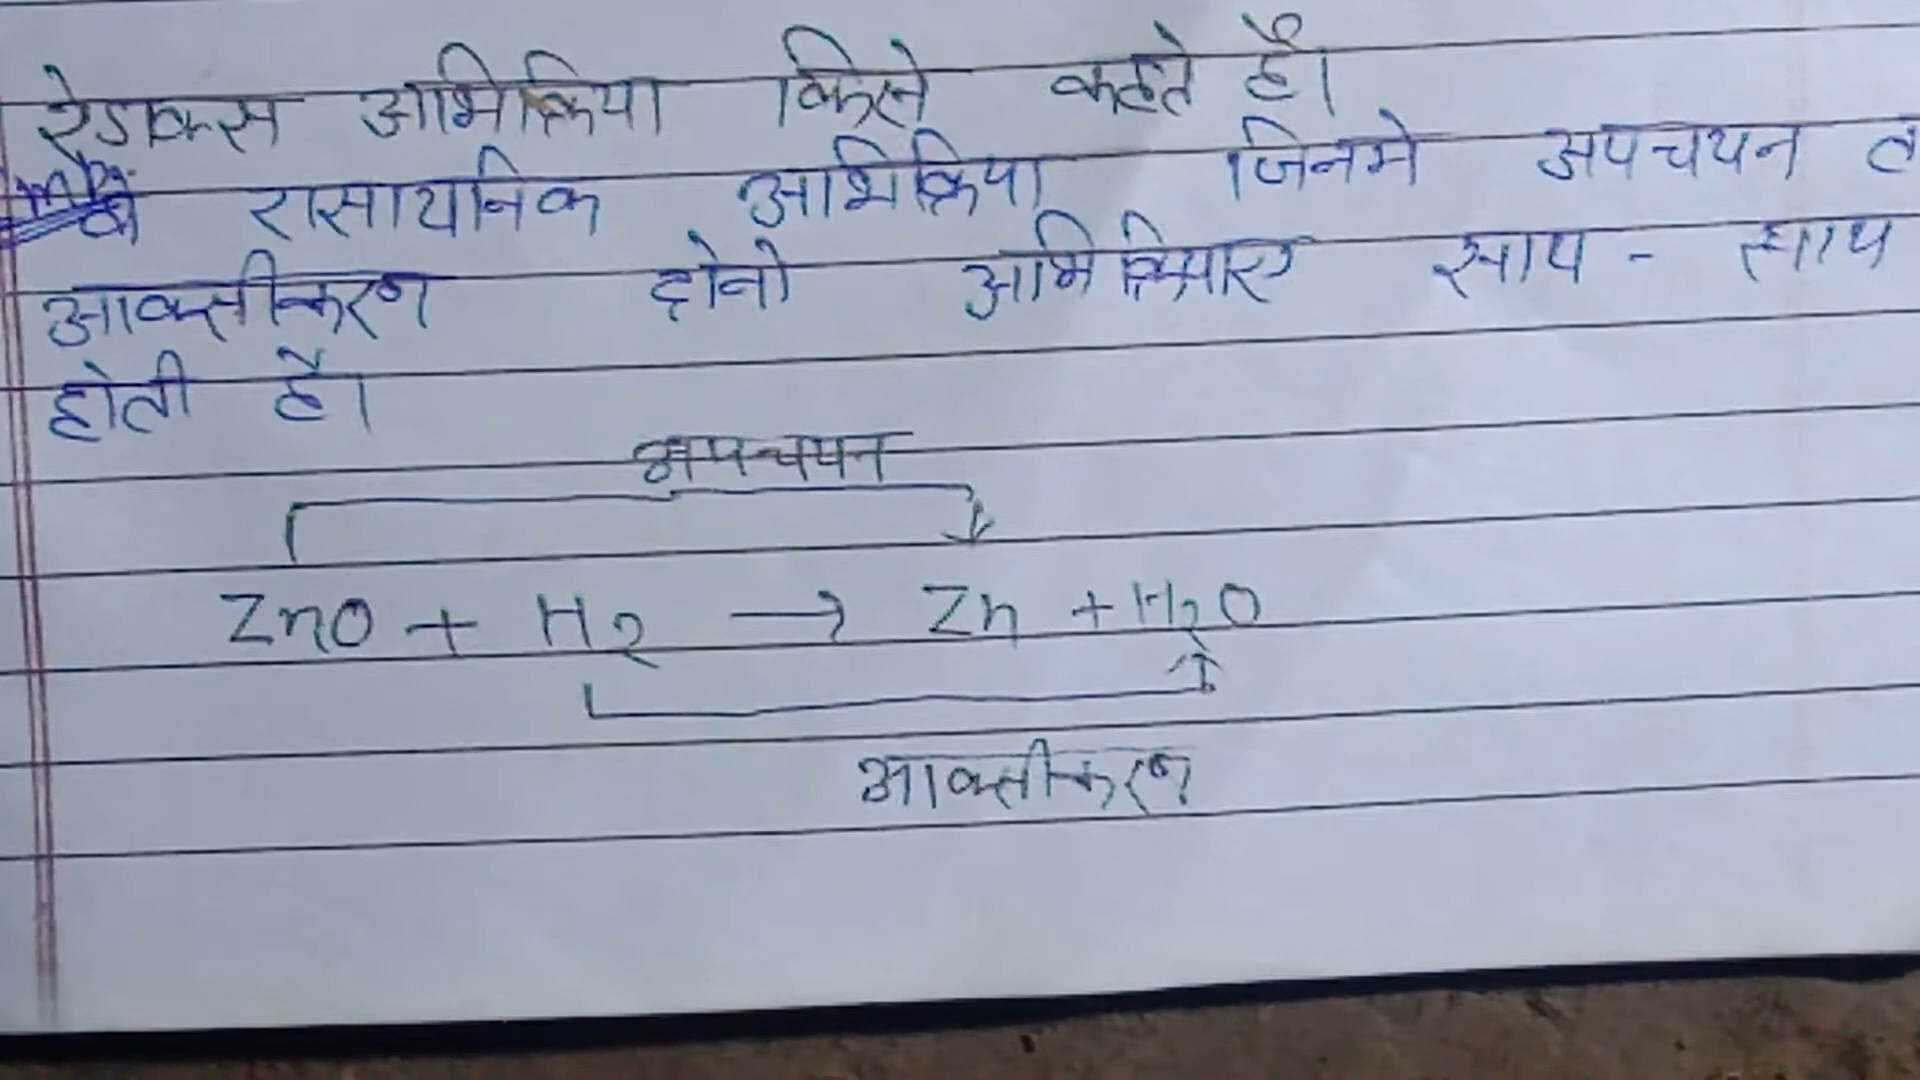 रेडाक्स अभिक्रिया किसे कहते है।
वे रासायनिक अभिक्रिया जिनमे अपचयन
आक्सीकरण दोनो अभिक्रियाए साथ - साथ
होती है।
अपचयन
ZnO + H₂ → Zn + H₂O
आक्सीकरण